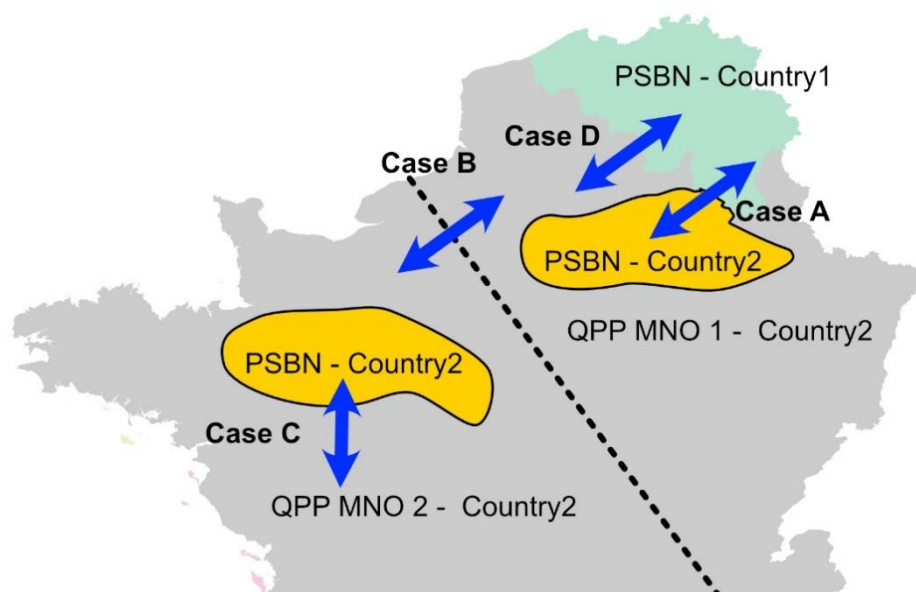 PSBN - Country1
Case D
Case B
Case A
PSBN - Country2
QPP MNO 1 -  Country2
PSBN - Country2
Case C
QPP MNO 2 -  Country2